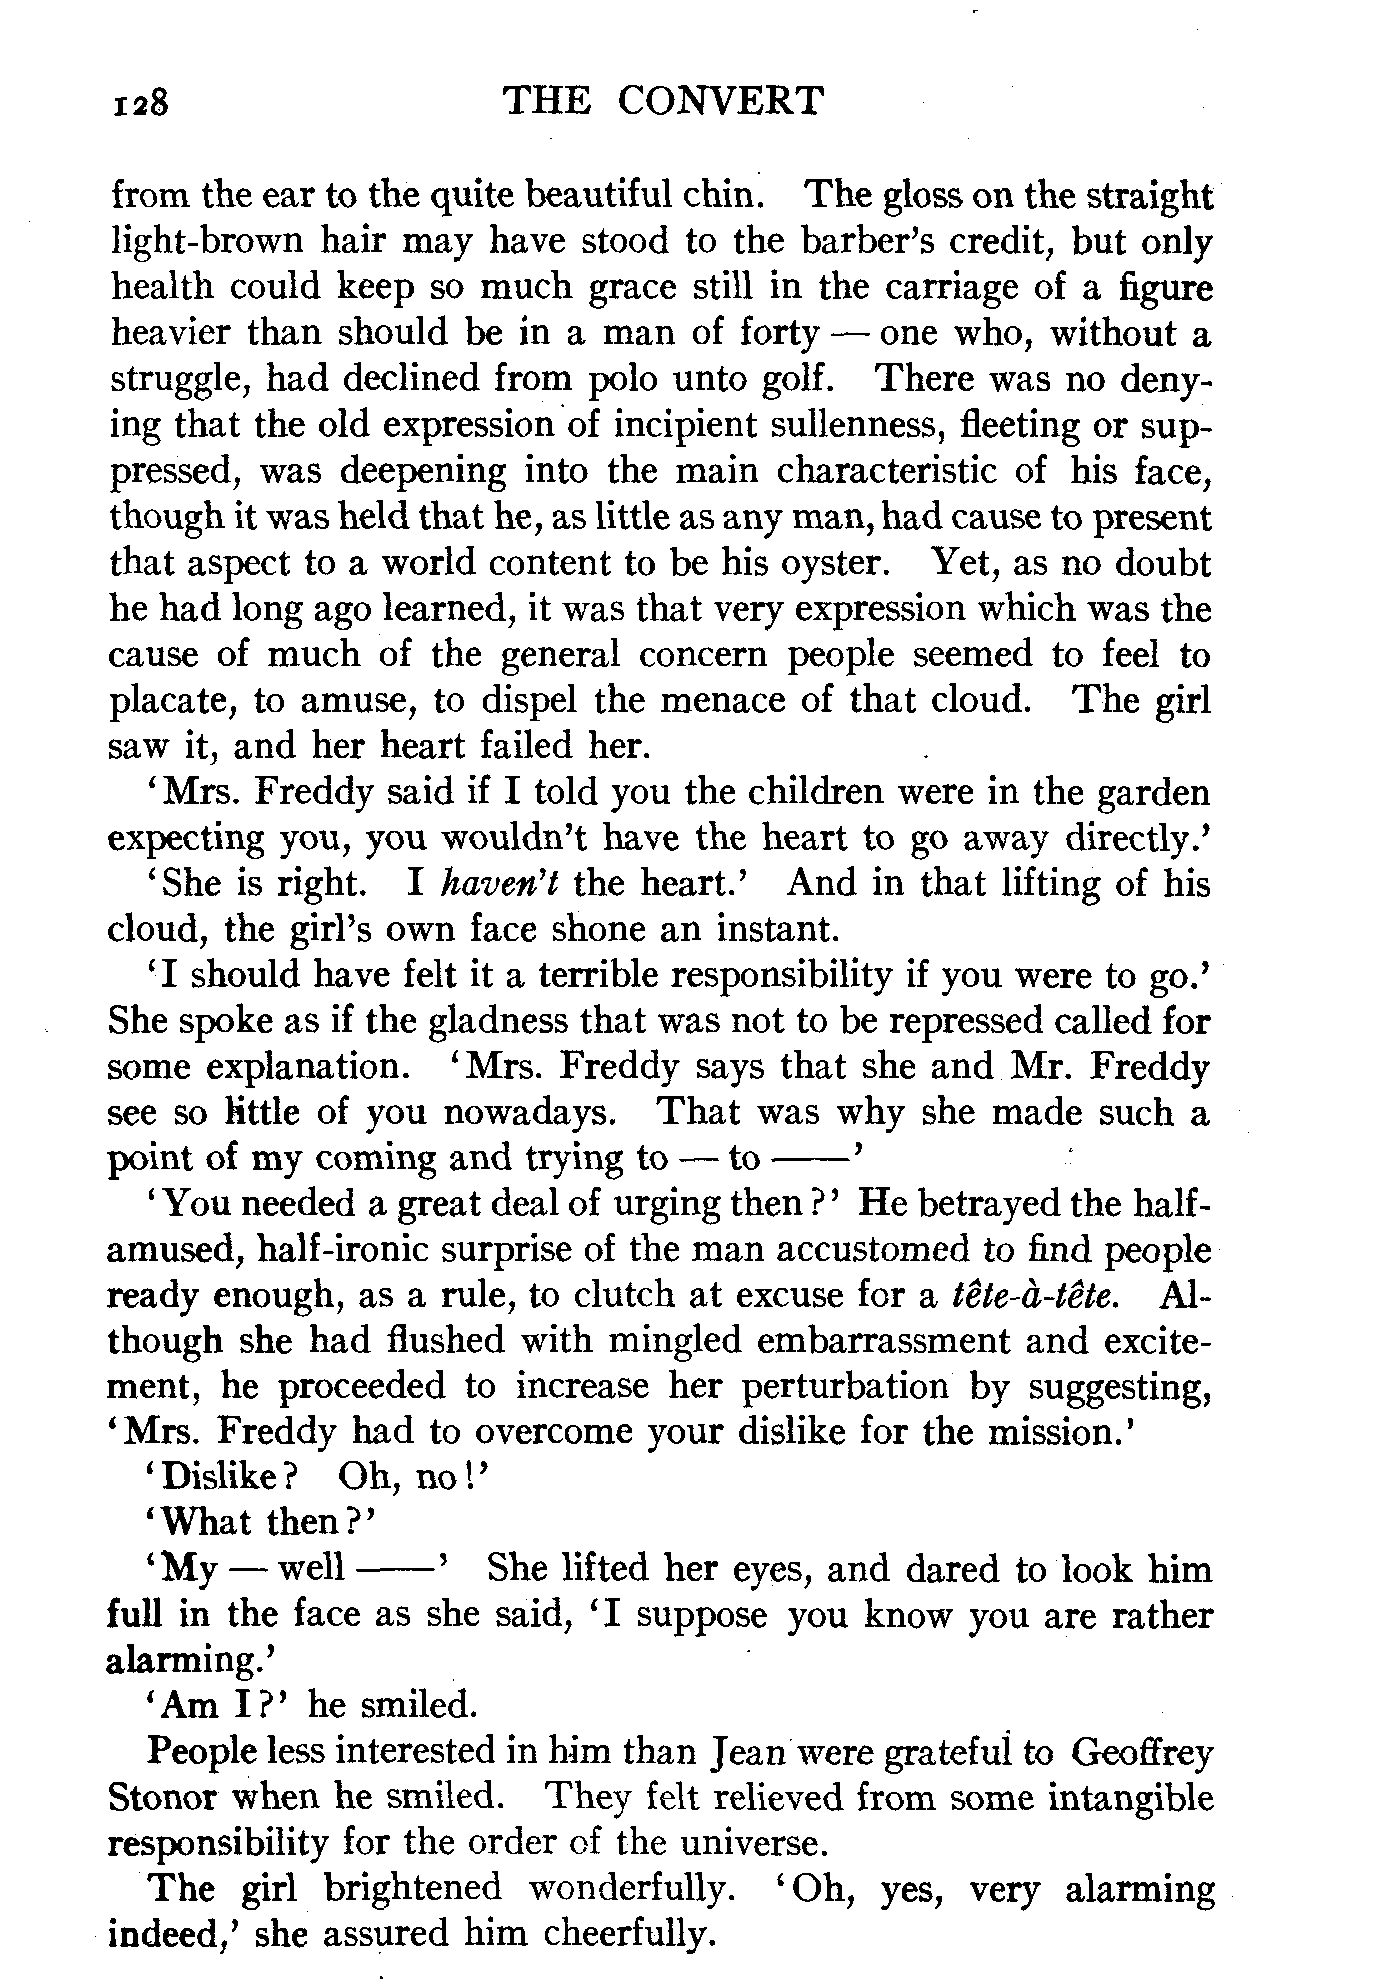 128 THE CONVERT
from the ear to the quite beautiful chin. The gloss on the straight
light-brown hair may have stood to the barber's credit, but only
health could keep so much grace still in the carriage of a figure
heavier than should be in a man of forty — one who, without a
struggle, had declined from polo unto golf. There was no deny-
ing that the old expression of incipient sullenness, fleeting or sup-
pressed, was deepening into the main characteristic of his face,
though it was held that he, as little as any man, had cause to present
that aspect to a world content to be his oyster. Yet, as no doubt
he had long ago learned, it was that very expression which was the
cause of much of the general concern people seemed to feel to
placate, to amuse, to dispel the menace of that cloud. The girl
saw it, and her heart failed her.
'Mrs. Freddy said if I told you the children were in the garden
expecting you, you wouldn't have the heart to go away directly.'
'She is right. I haven't the heart.' And in that lifting of his
cloud, the girl's own face shone an instant.
'I should have felt it a terrible responsibility if you were to go.'
She spoke as if the gladness that was not to be repressed called for
some explanation. 'Mrs. Freddy says that she and Mr. Freddy
see so little of you nowadays. That was why she made such a
point of my coming and trying to — to ——'
'You needed a great deal of urging then?' He betrayed the half-
amused, half-ironic surprise of the man accustomed to find people
ready enough, as a rule, to clutch at excuse for a tête-à-tête. Al-
though she had flushed with mingled embarrassment and excite-
ment, he proceeded to increase her perturbation by suggesting,
'Mrs. Freddy had to overcome your dislike for the mission.'
'Dislike? Oh, no!'
'What then?'
'My — well ——' She lifted her eyes, and dared to look him
full in the face as she said, 'I suppose you know you are rather
alarming.'
'Am I?' he smiled.
People less interested in him than Jean were grateful to Geoffrey
Stonor when he smiled. They felt relieved from some intangible
responsibility for the order of the universe.
The girl brightened wonderfully. 'Oh, yes, very alarming
indeed,' she assured him cheerfully.